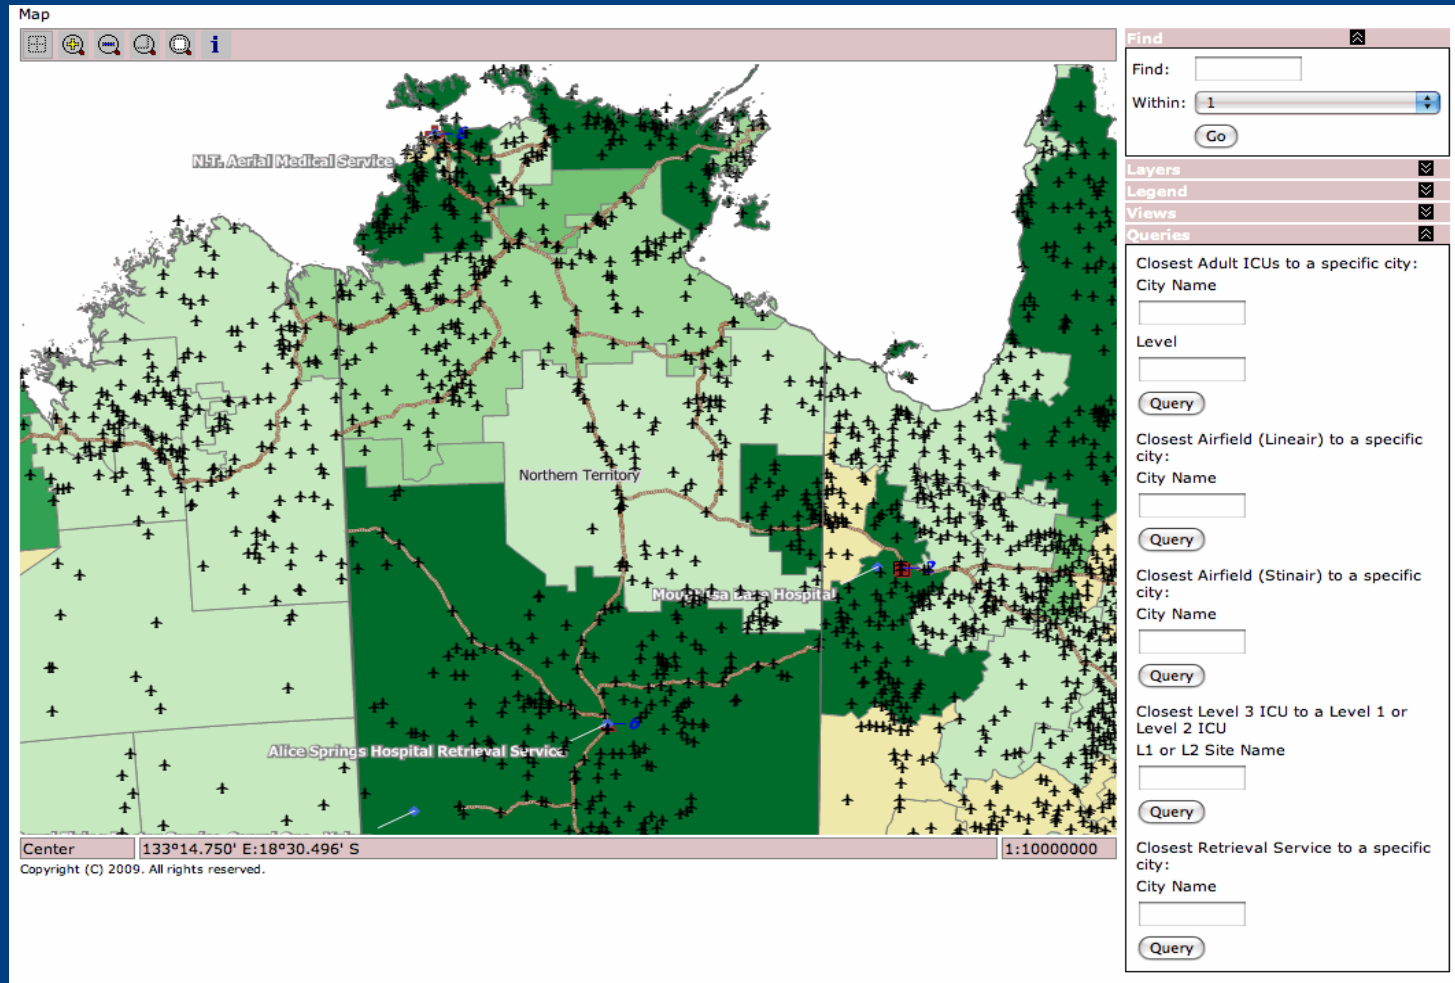 Map
i
Find
Find:
Within: 1
Go
Layers
Legend
Views
Queries
Closest Adult ICUs to a specific city:
City Name
Level
Query
Closest Airfield (Lineair) to a specific
city:
City Name
Query
Closest Airfield (Stinair) to a specific
city:
City Name
Query
Closest Level 3 ICU to a Level 1 or
Level 2 ICU
L1 or L2 Site Name
Query
Closest Retrieval Service to a specific
city:
City Name
Query
N.T. Aerial Medical Service
Northern Territory
Hospital
6
Alice Springs Hospital Retrieval Service
Center
133°14.750' E:18°30.496' S
1:10000000
Copyright (C) 2009. All rights reserved.